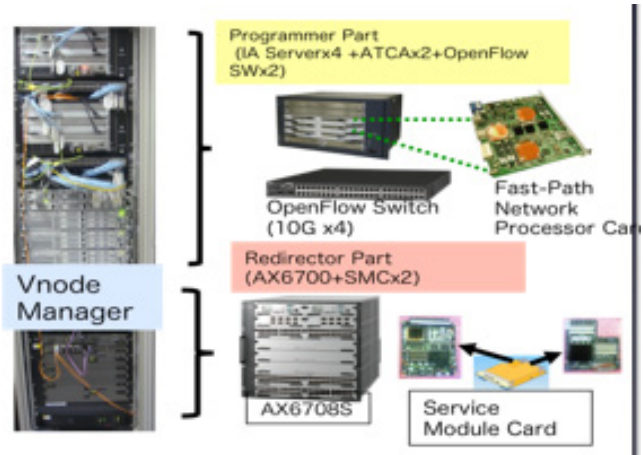 Programmer Part
(IA Serverx4 +ATCAx2+OpenFlow
SWx2)
OpenFlow Switch
(10G x4)
Fast-Path
Network
Processor Card
Redirector Part
(AX6700+SMCx2)
Vnode
Manager
AX6708S
Service
Module Card